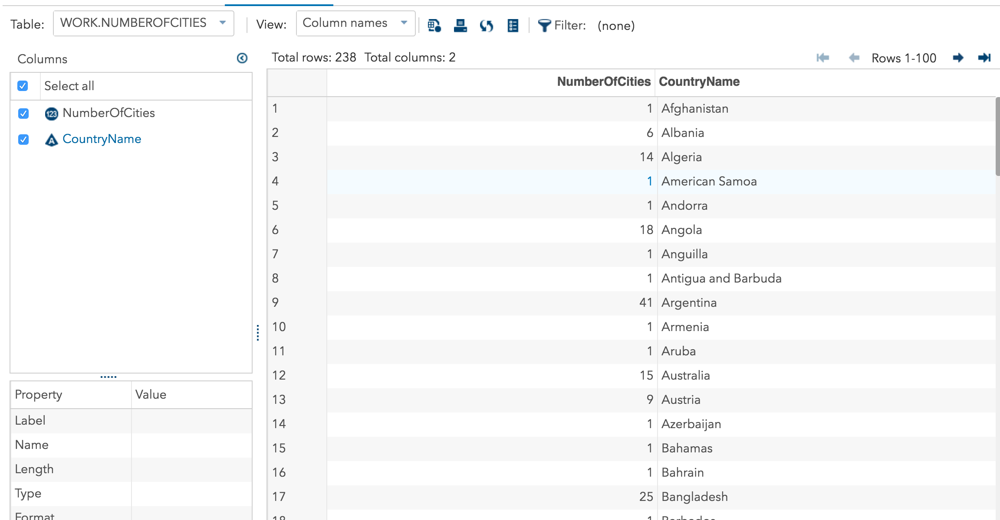 Table: WORK.NUMBEROFCITIES View: Column names Filter: (none)
Columns
Select all
123 NumberOfCities
A CountryName
Property Value
Label
Name
Length
Type
Format
Total rows: 238 Total columns: 2 Rows 1-100
NumberOfCities CountryName
1 1 Afghanistan
2 6 Albania
3 14 Algeria
4 1 American Samoa
5 1 Andorra
6 18 Angola
7 1 Anguilla
8 1 Antigua and Barbuda
9 41 Argentina
10 1 Armenia
11 1 Aruba
12 15 Australia
13 9 Austria
14 1 Azerbaijan
15 1 Bahamas
16 1 Bahrain
17 25 Bangladesh
18 1 Barbados